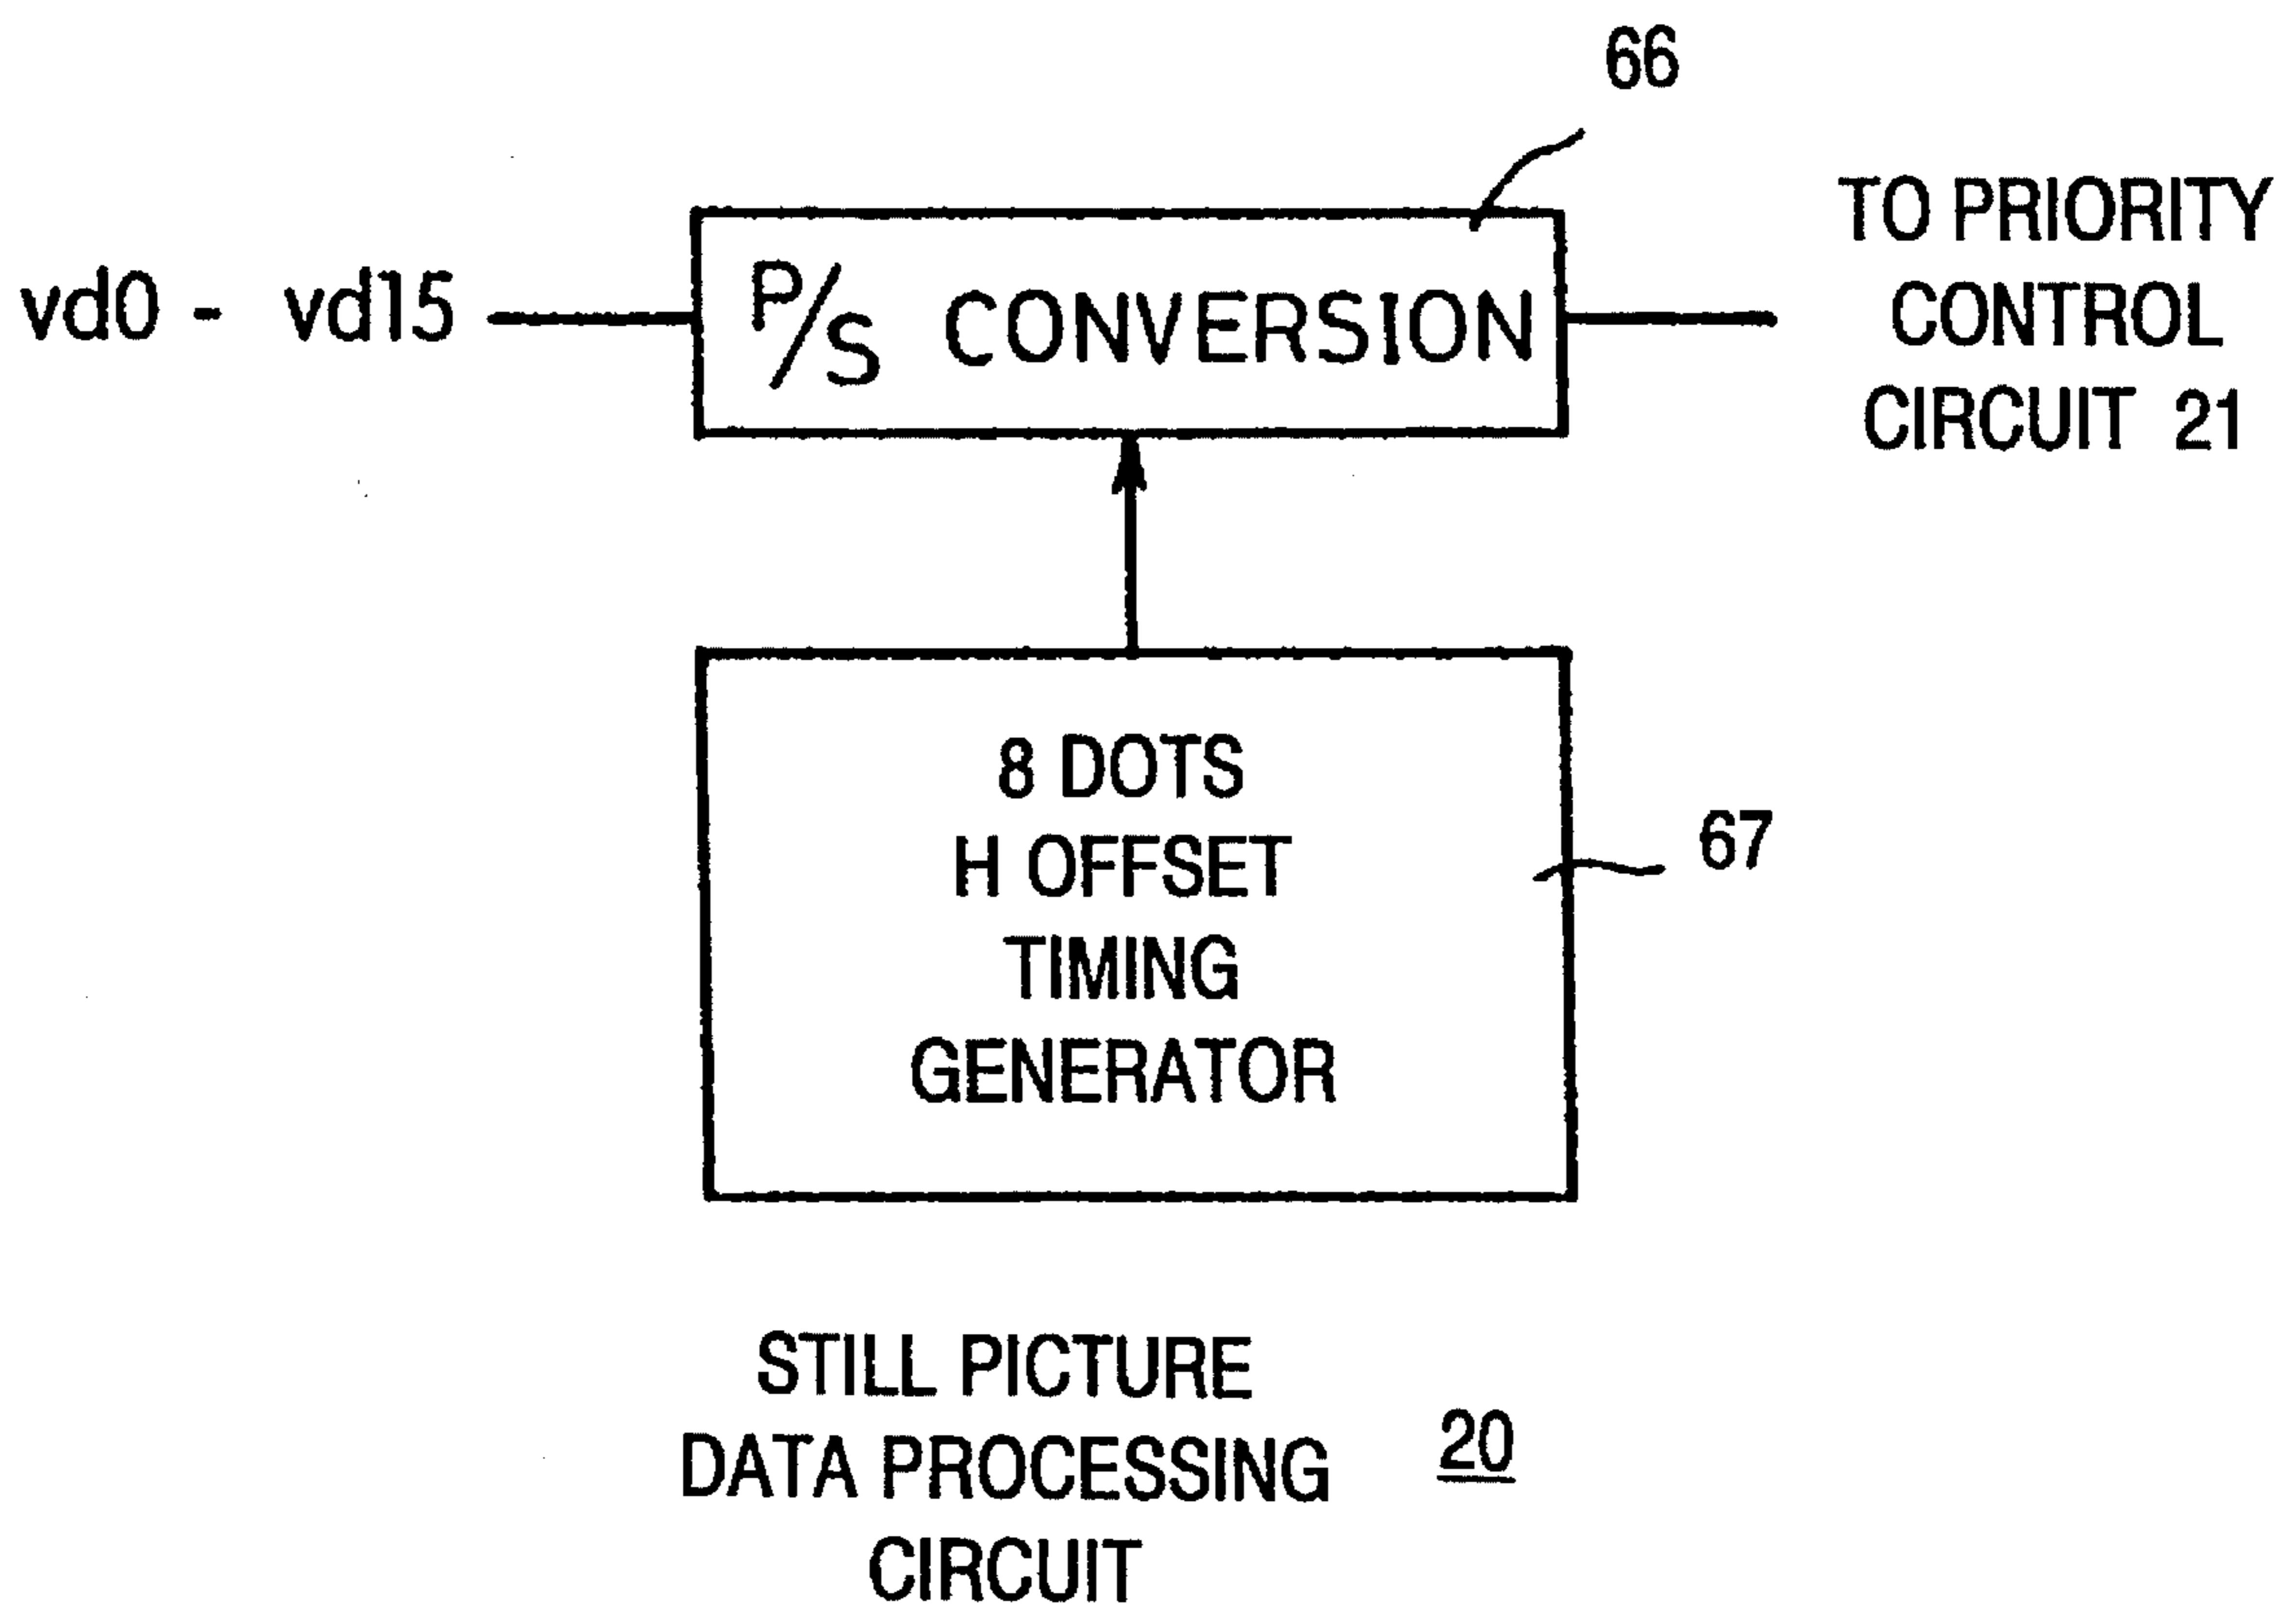 66
TO PRIORITY
CONTROL
CIRCUIT 21
vd0 - vd15
P/S CONVERSION
8 DOTS
H OFFSET
TIMING
GENERATOR
67
STILL PICTURE
DATA PROCESSING
CIRCUIT
20